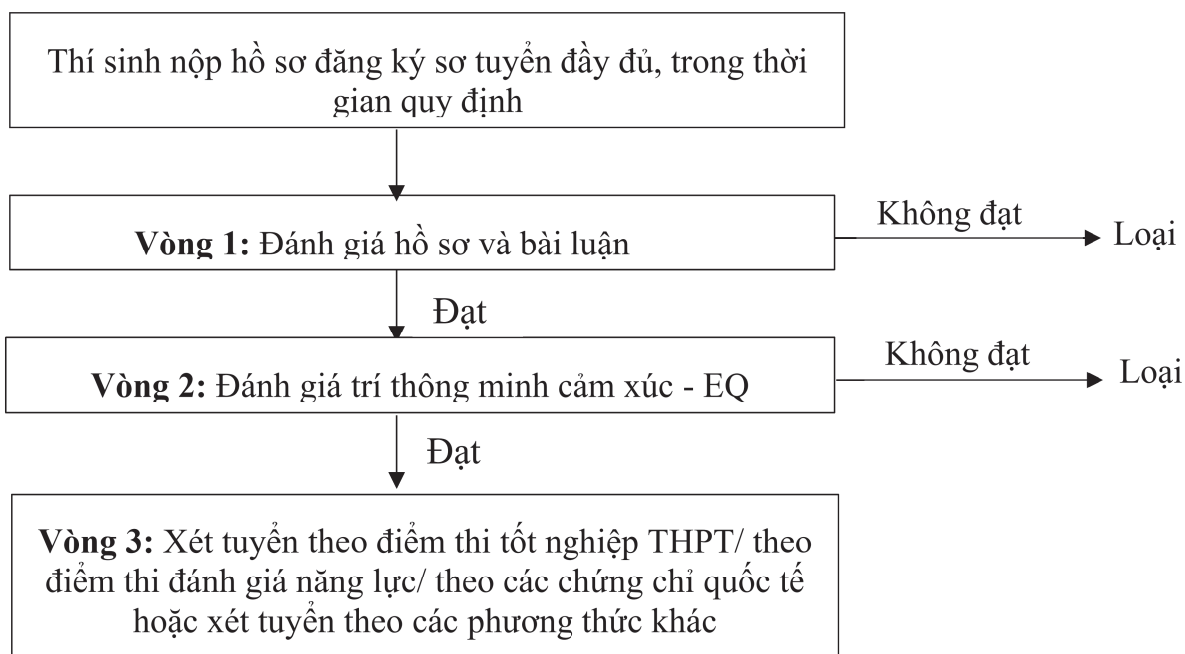 Thí sinh nộp hồ sơ đăng ký sơ tuyển đầy đủ, trong thời
gian quy định
Vòng 1: Đánh giá hồ sơ và bài luận
Không đạt
Loại
Đạt
Vòng 2: Đánh giá trí thông minh cảm xúc - EQ
Không đạt
Loại
Đạt
Vòng 3: Xét tuyển theo điểm thi tốt nghiệp THPT/ theo
điểm thi đánh giá năng lực/ theo các chứng chỉ quốc tế
hoặc xét tuyển theo các phương thức khác